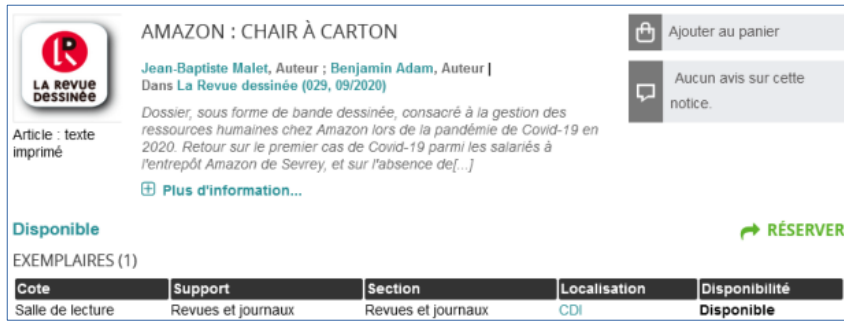 AMAZON : CHAIR À CARTON
Ajouter au panier
LA REVUE
DESSINÉE
Jean-Baptiste Malet, Auteur ; Benjamin Adam, Auteur |
Dans La Revue dessinée (029, 09/2020)
Aucun avis sur cette
notice.
Article : texte
imprimé
Dossier, sous forme de bande dessinée, consacré à la gestion des
ressources humaines chez Amazon lors de la pandémie de Covid-19 en
2020. Retour sur le premier cas de Covid-19 parmi les salariés à
l'entrepôt Amazon de Sevrey, et sur l'absence de[...]
Plus d'information...
Disponible
RÉSERVER
EXEMPLAIRES (1)
Cote Support Section Localisation Disponibilité
Salle de lecture Revues et journaux Revues et journaux CDI Disponible